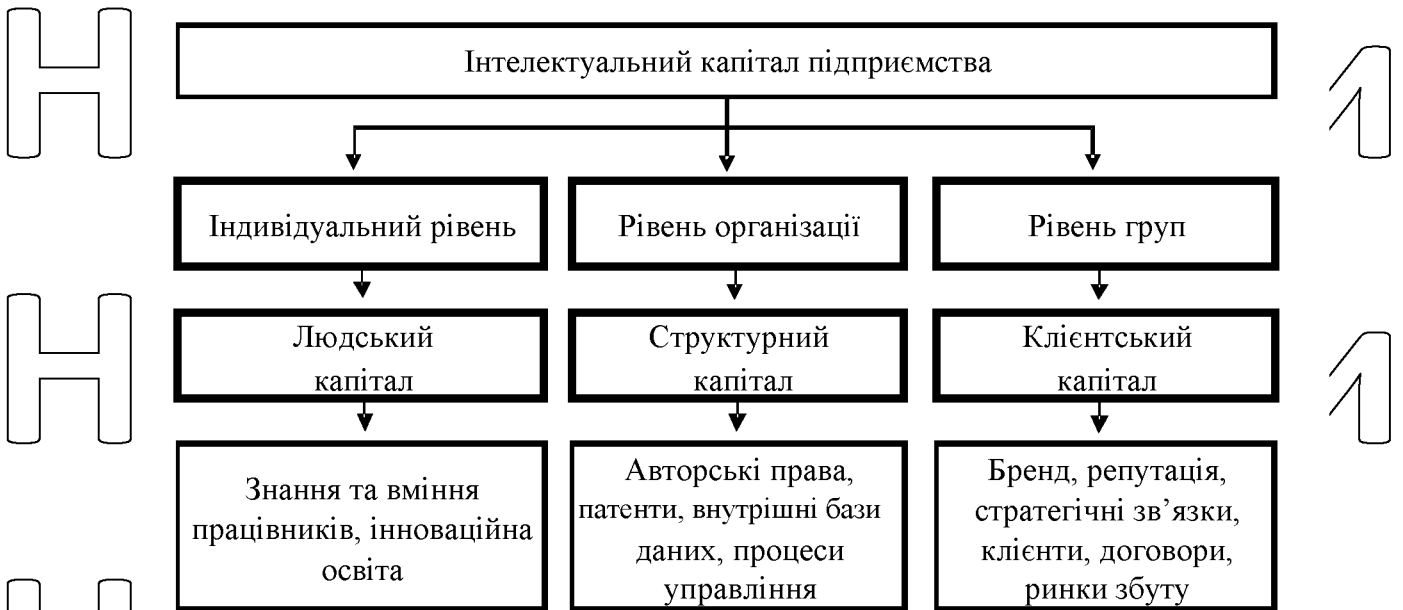 Інтелектуальний капітал підприємства
Індивідуальний рівень
Рівень організації
Рівень груп
Людський
капітал
Структурний
капітал
Клієнтський
капітал
Знання та вміння
працівників, інноваційна
освіта
Авторські права,
патенти, внутрішні бази
даних, процеси
управління
Бренд, репутація,
стратегічні зв’язки,
клієнти, договори,
ринки збуту